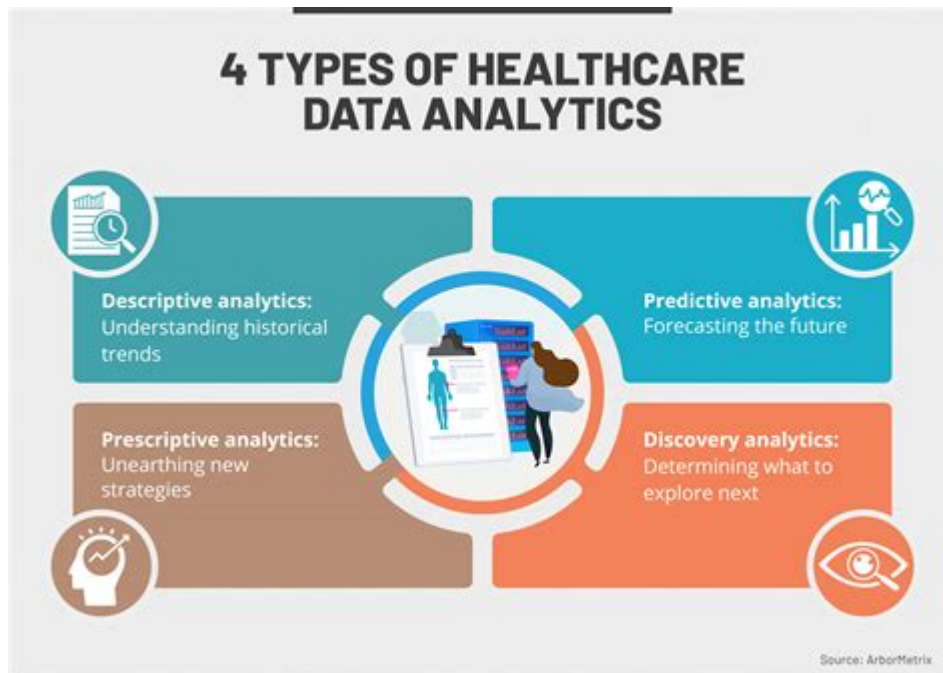 4 TYPES OF HEALTHCARE
DATA ANALYTICS
Descriptive analytics:
Understanding historical
trends
Predictive analytics:
Forecasting the future
Prescriptive analytics:
Unearthing new
strategies
Discovery analytics:
Determining what to
explore next
Source: ArborMetrix